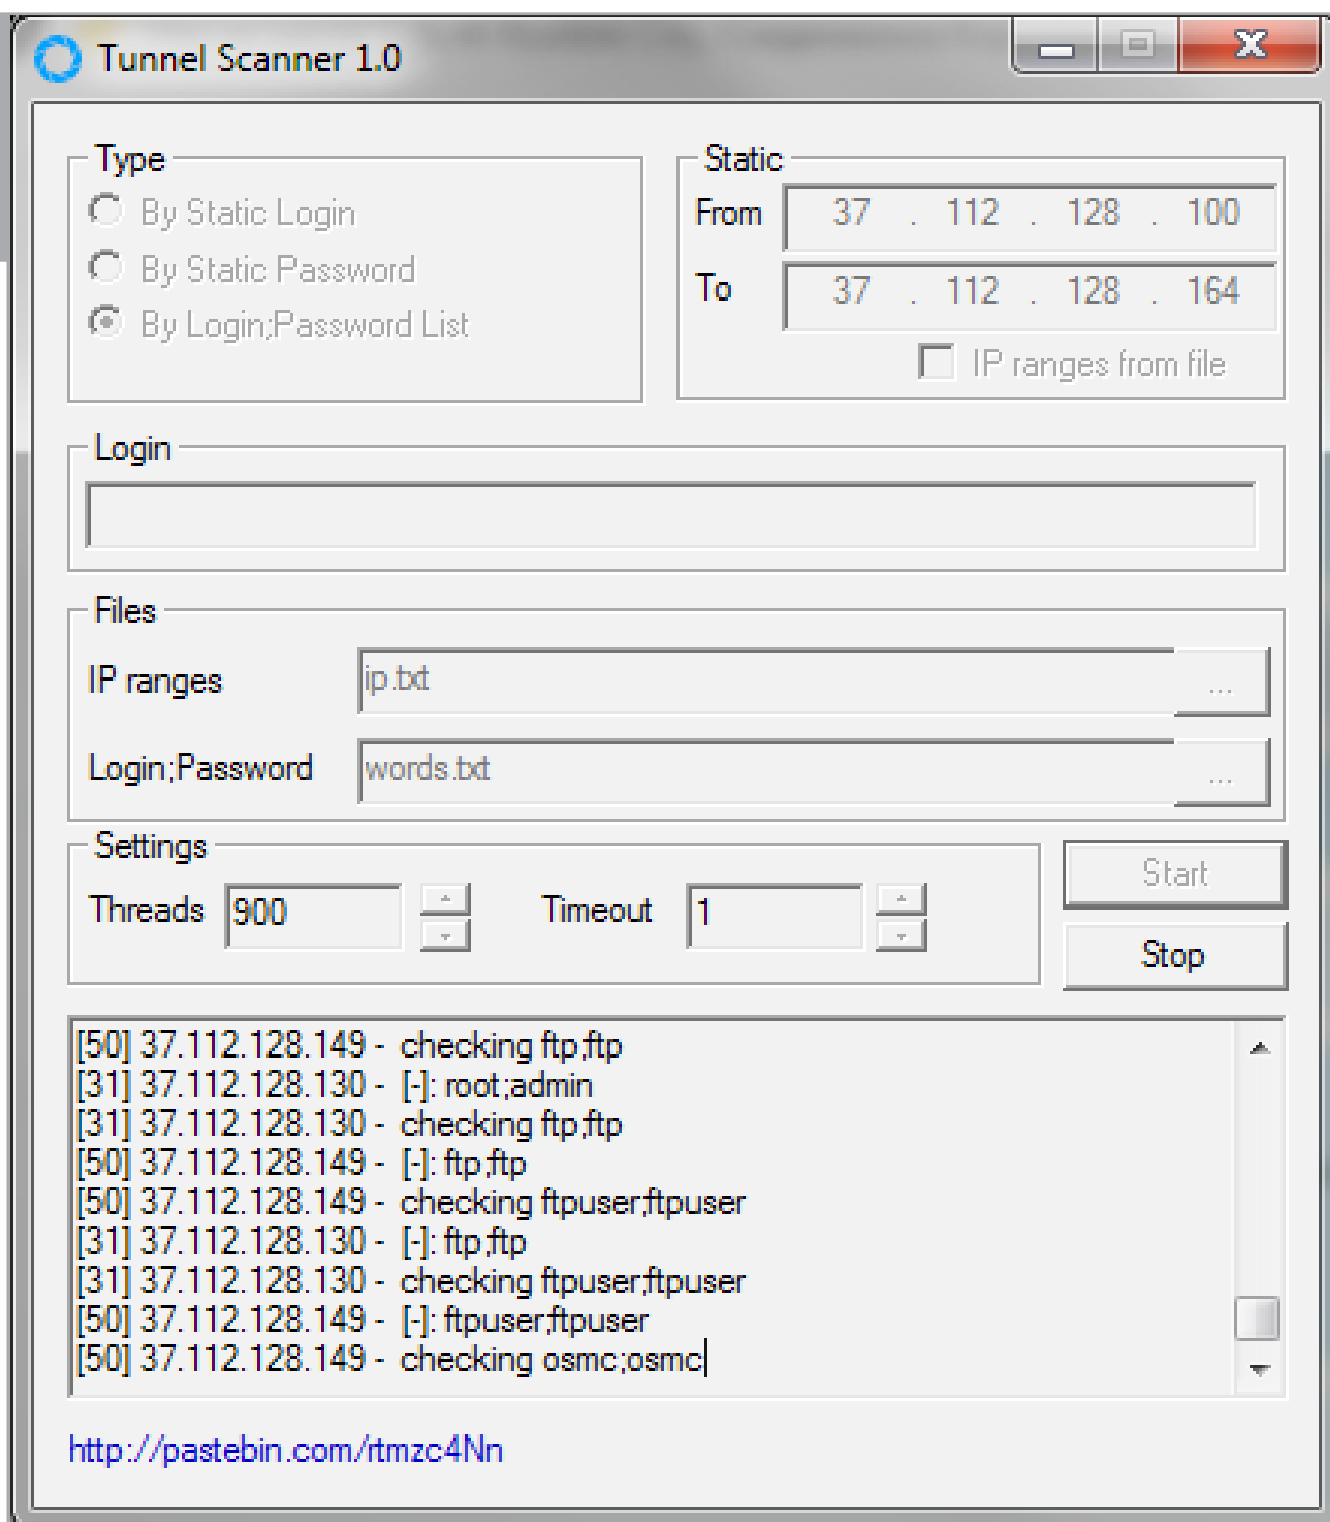 Tunnel Scanner 1.0
Type
By Static Login
By Static Password
By Login;Password List
Static
From 37 . 112 . 128 . 100
To 37 . 112 . 128 . 164
IP ranges from file
Login
Files
IP ranges ip.txt ...
Login;Password words.txt ...
Settings
Threads 900 Timeout 1
Start
Stop
[50] 37.112.128.149 - checking ftp;ftp
[31] 37.112.128.130 - [-]: root;admin
[31] 37.112.128.130 - checking ftp;ftp
[50] 37.112.128.149 - [-]: ftp;ftp
[50] 37.112.128.149 - checking ftpuser;ftpuser
[31] 37.112.128.130 - [-]: ftp;ftp
[31] 37.112.128.130 - checking ftpuser;ftpuser
[50] 37.112.128.149 - [-]: ftpuser;ftpuser
[50] 37.112.128.149 - checking osmc;osmc
http://pastebin.com/rtmzc4Nn